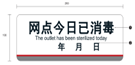 网点今日已消毒
The outlet has been sterilized today
年 月 日